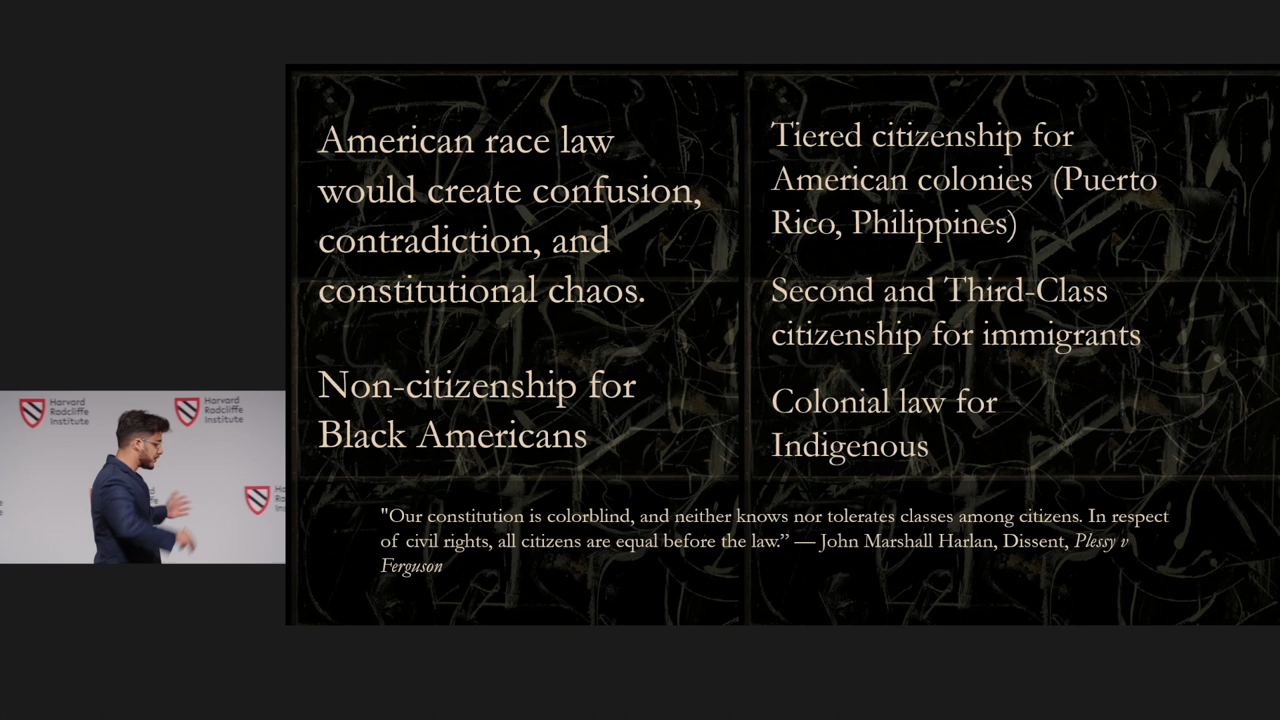 American race law
would create confusion,
contradiction, and
constitutional chaos.
Non-citizenship for
Black Americans
Tiered citizenship for
American colonies (Puerto
Rico, Philippines)
Second and Third-Class
citizenship for immigrants
Colonial law for
Indigenous
"Our constitution is colorblind, and neither knows nor tolerates classes among citizens. In respect
of civil rights, all citizens are equal before the law.” — John Marshall Harlan, Dissent, Plessy v
Ferguson
Harvard
Radcliffe
Institute
Harvard
Radcliffe
Institute